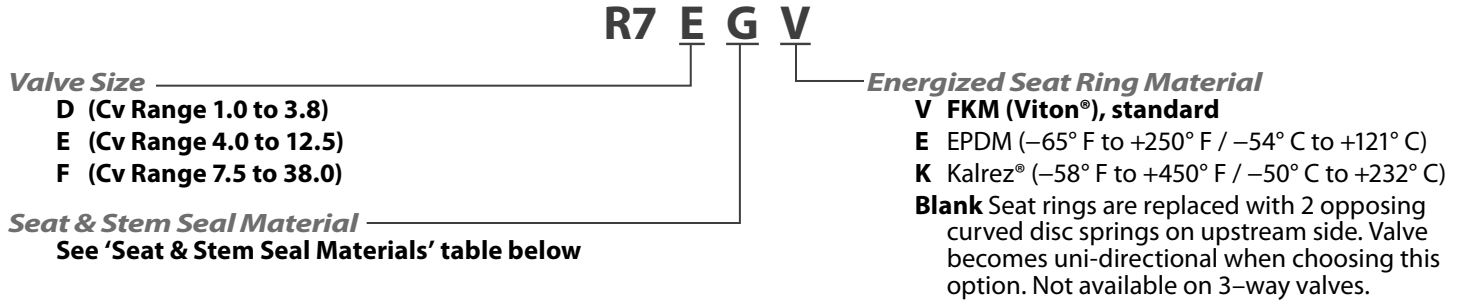 R7 E G V
Valve Size
D (Cv Range 1.0 to 3.8)
E (Cv Range 4.0 to 12.5)
F (Cv Range 7.5 to 38.0)
Seat & Stem Seal Material
See ‘Seat & Stem Seal Materials’ table below
Energized Seat Ring Material
V FKM (Viton®), standard
E EPDM (–65° F to +250° F / –54° C to +121° C)
K Kalrez® (–58° F to +450° F / –50° C to +232° C)
Blank Seat rings are replaced with 2 opposing
curved disc springs on upstream side. Valve
becomes uni-directional when choosing this
option. Not available on 3–way valves.